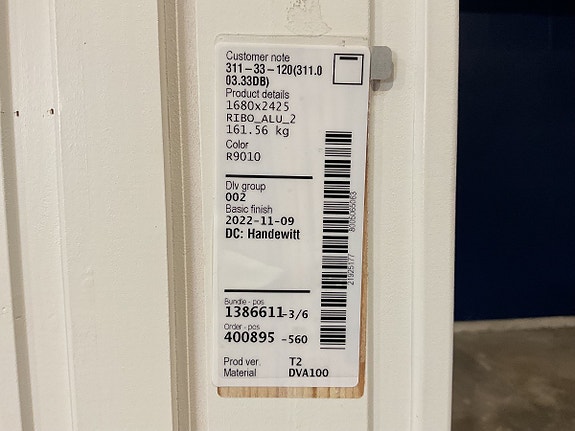 Customer note
311-33-120(311.0
03.33DB)
Product details
1680x2425
RIBO_ALU_2
161.56 kg
Color
R9010
Dlv group
002
Basic finish
2022-11-09
DC: Handewitt
Bundle - pos
1386611-3/6
Order - pos
400895 -560
Prod ver. T2
Material DVA100
21925177 8005065063